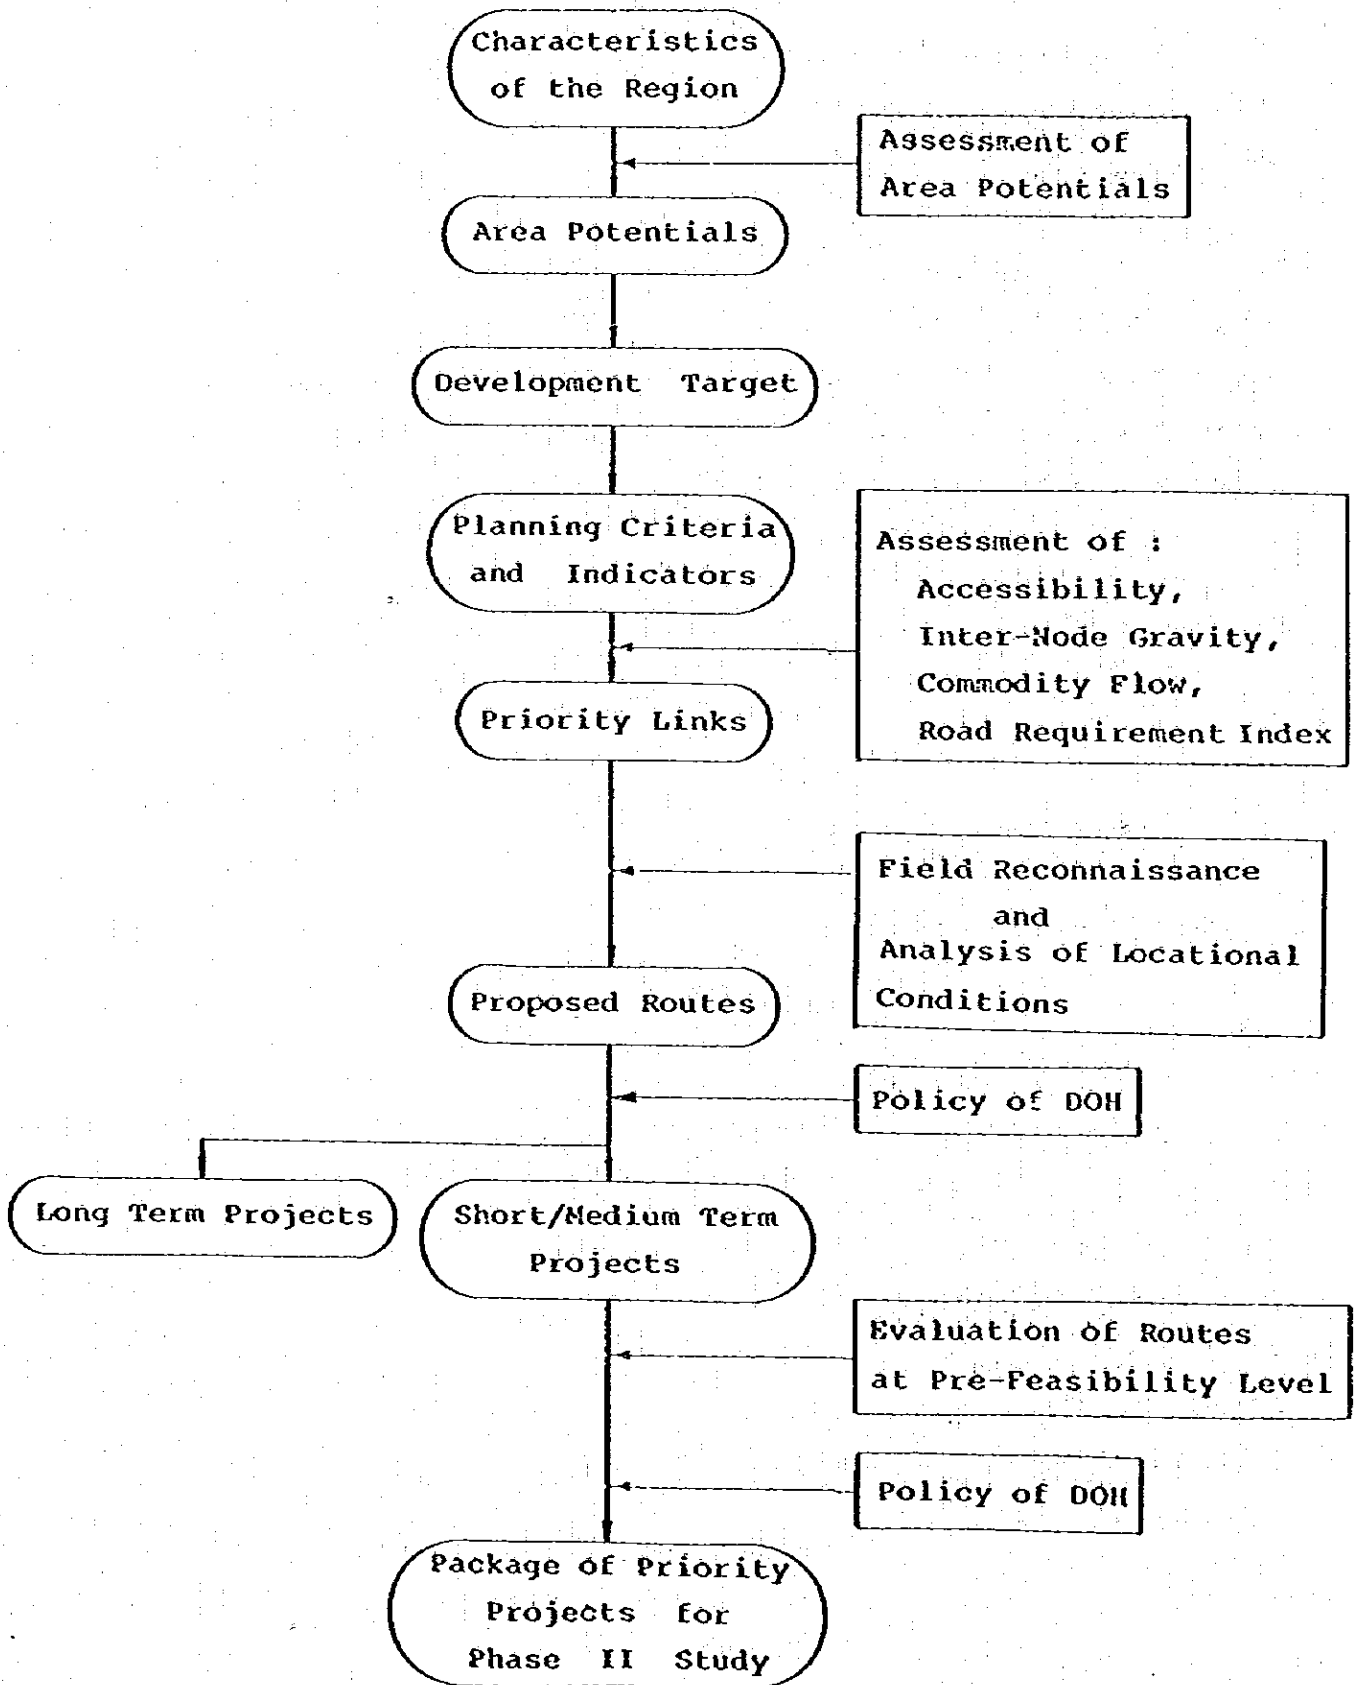 Characteristics
of the Region
Assessment of
Area Potentials
Area Potentials
Development Target
Planning Criteria
and Indicators
Assessment of :
Accessibility,
Inter-Node Gravity,
Commodity Flow,
Road Requirement Index
Priority Links
Field Reconnaissance
and
Analysis of Locational
Conditions
Proposed Routes
Policy of DOH
Long Term Projects
Short/Medium Term
Projects
Evaluation of Routes
at Pre-Feasibility Level
Policy of DOH
Package of Priority
Projects for
Phase II Study